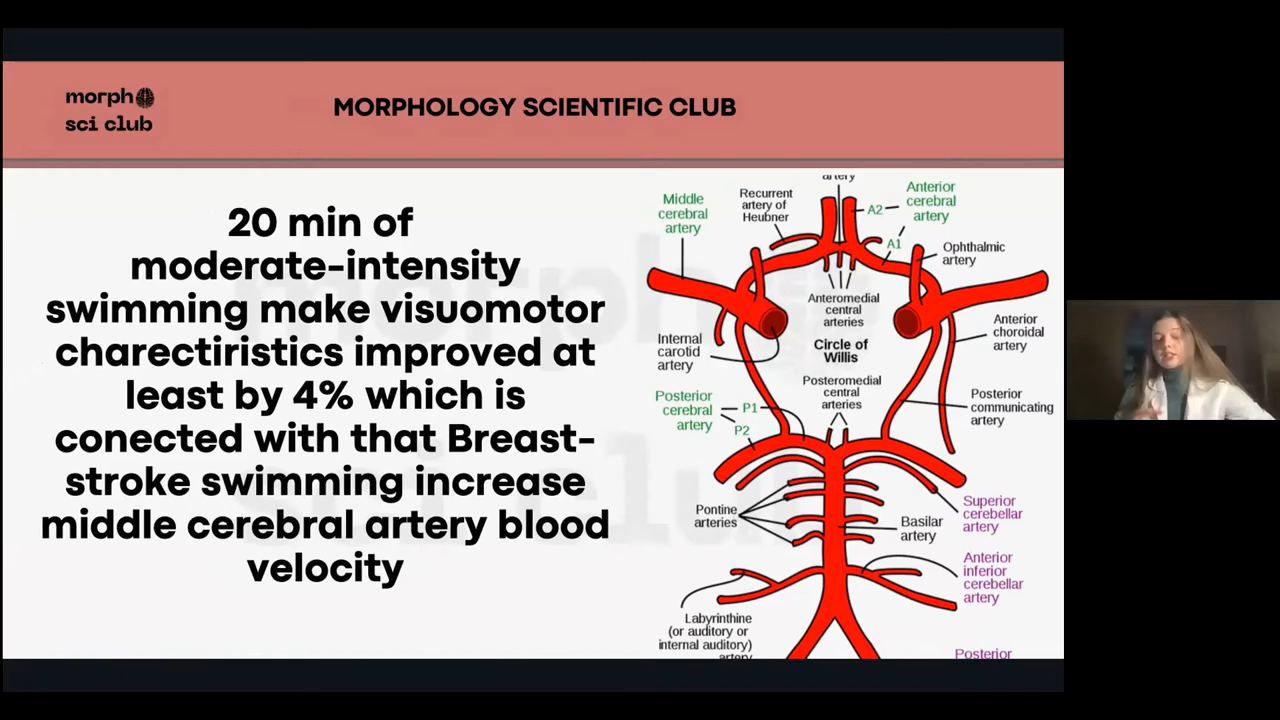 morph
sci club
MORPHOLOGY SCIENTIFIC CLUB
20 min of
moderate-intensity
swimming make visuomotor
charectiristics improved at
least by 4% which is
conected with that Breast-
stroke swimming increase
middle cerebral artery blood
velocity
artery
Middle
cerebral
artery
Recurrent
artery of
Heubner
Anterior
cerebral
artery
A2
A1
Ophthalmic
artery
Anteromedial
central
arteries
Internal
carotid
artery
Circle of
Willis
Anterior
choroidal
artery
Posteromedial
central
arteries
Posterior
cerebral
artery
P1
P2
Posterior
communicating
artery
Pontine
arteries
Basilar
artery
Superior
cerebellar
artery
Anterior
inferior
cerebellar
artery
Labyrinthine
(or auditory or
internal auditory)
artery
Posterior
morpho
sci club